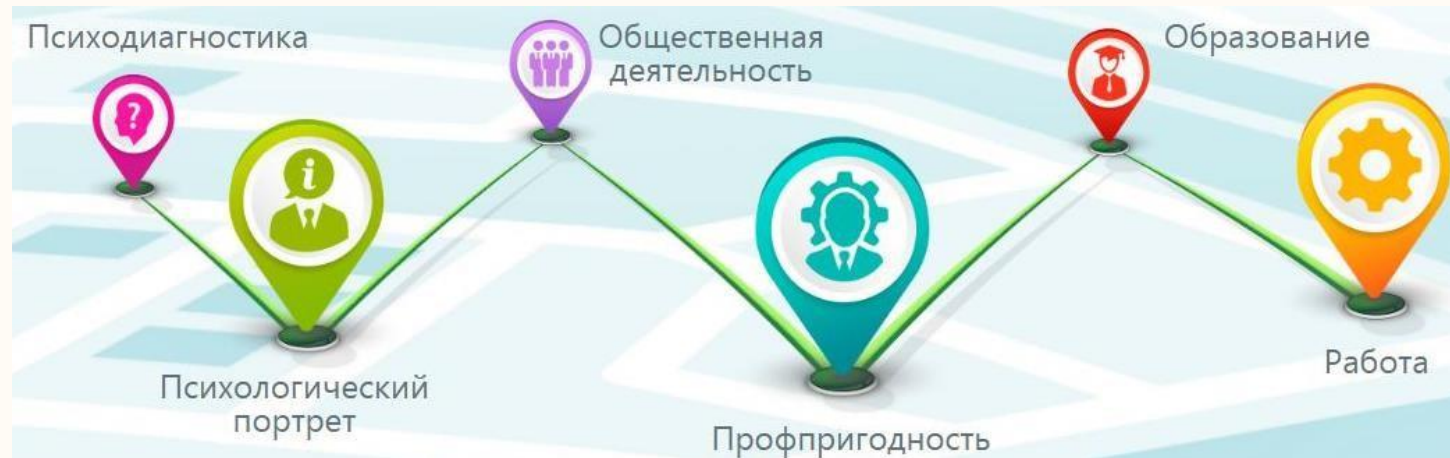 Психодиагностика
Общественная
деятельность
Образование
Психологический
портрет
Профпригодность
Работа